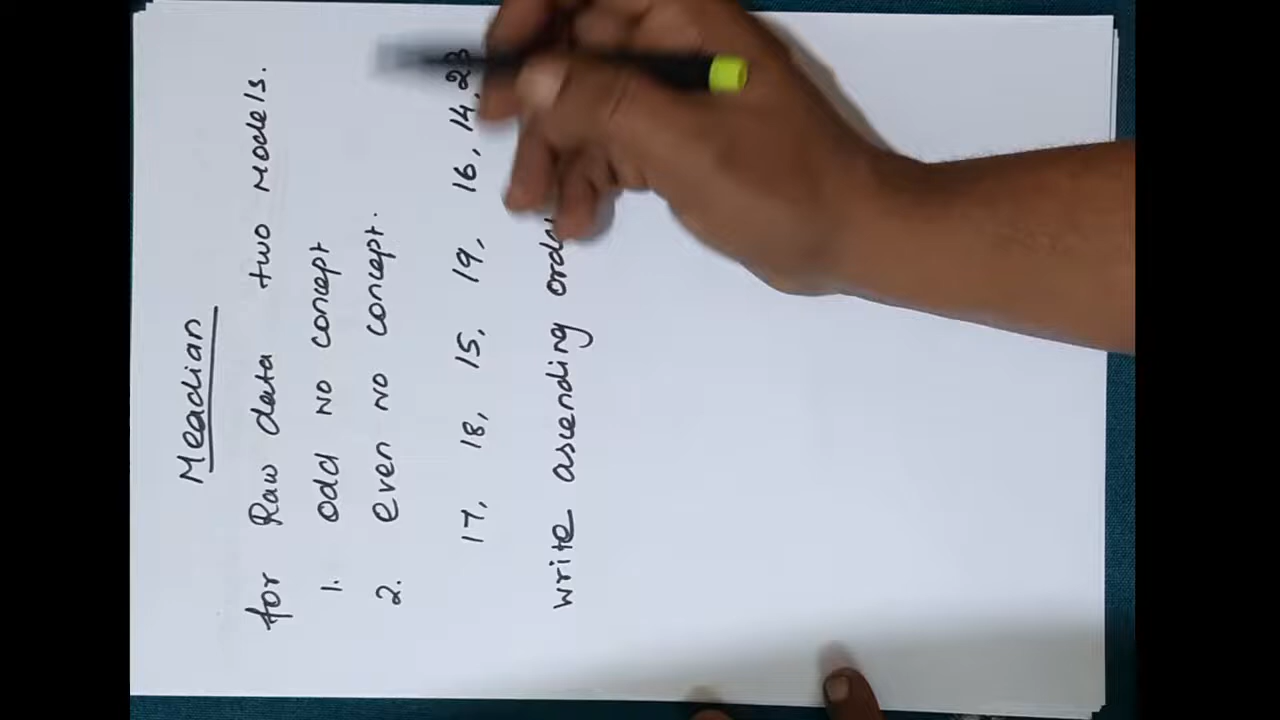 Meadian
for Raw data two models.
1. odd no concept
2. even no concept.
17, 18, 15, 19, 16, 14, 23
write ascending